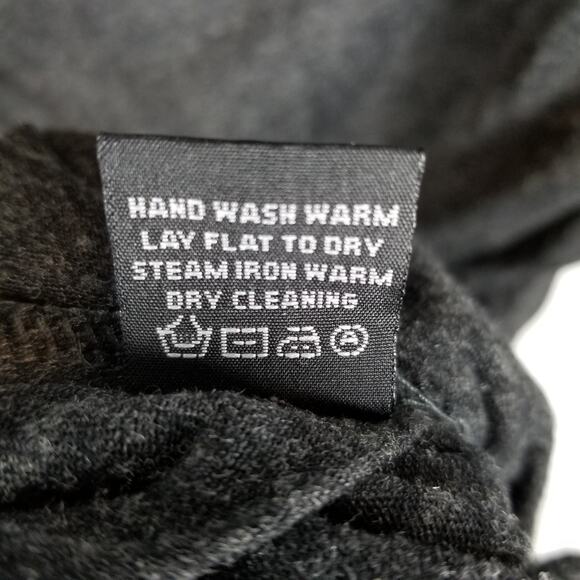 HAND WASH WARM
LAY FLAT TO DRY
STEAM IRON WARM
DRY CLEANING